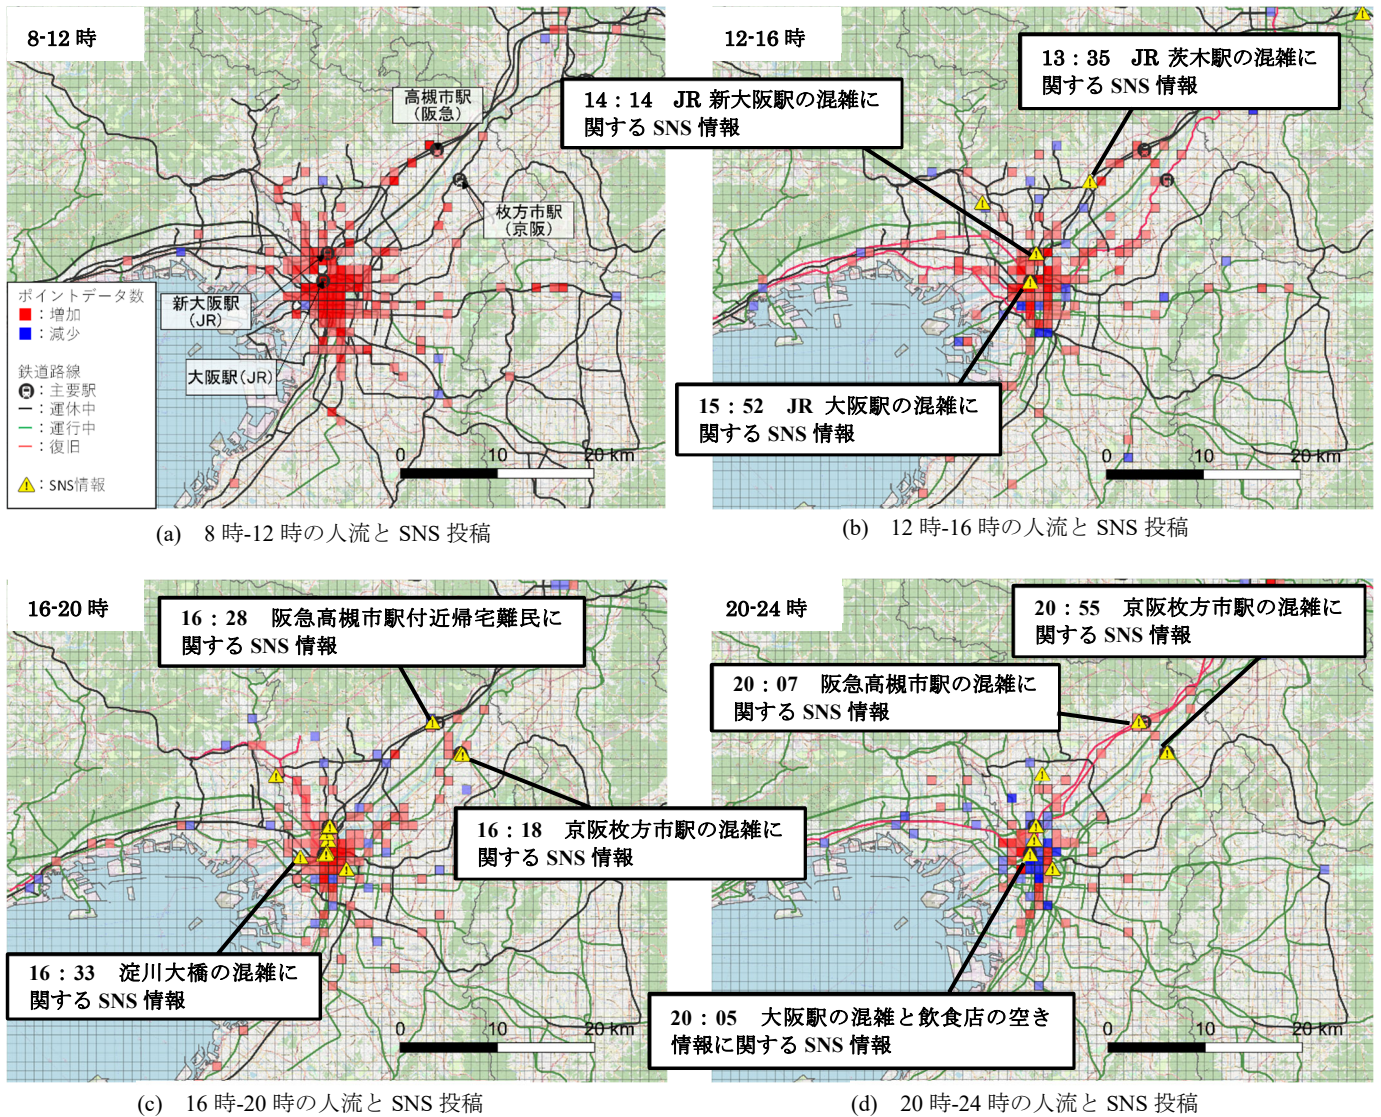 8-12 時
高槻市駅
(阪急)
枚方市駅
(京阪)
新大阪駅
(JR)
大阪駅(JR)
ポイントデータ数
：増加
：減少
鉄道路線
：主要駅
：運休中
：運行中
：復旧
：SNS情報
0 10 20 km
(a) 8 時-12 時の人流と SNS 投稿
12-16 時
13：35 JR 茨木駅の混雑に
関する SNS 情報
14：14 JR 新大阪駅の混雑に
関する SNS 情報
15：52 JR 大阪駅の混雑に
関する SNS 情報
0 10 20 km
(b) 12 時-16 時の人流と SNS 投稿
16-20 時
16：28 阪急高槻市駅付近帰宅難民に
関する SNS 情報
16：18 京阪枚方市駅の混雑に
関する SNS 情報
16：33 淀川大橋の混雑に
関する SNS 情報
0 10 20 km
(c) 16 時-20 時の人流と SNS 投稿
20-24 時
20：55 京阪枚方市駅の混雑に
関する SNS 情報
20：07 阪急高槻市駅の混雑に
関する SNS 情報
20：05 大阪駅の混雑と飲食店の空き
情報に関する SNS 情報
0 10 20 km
(d) 20 時-24 時の人流と SNS 投稿